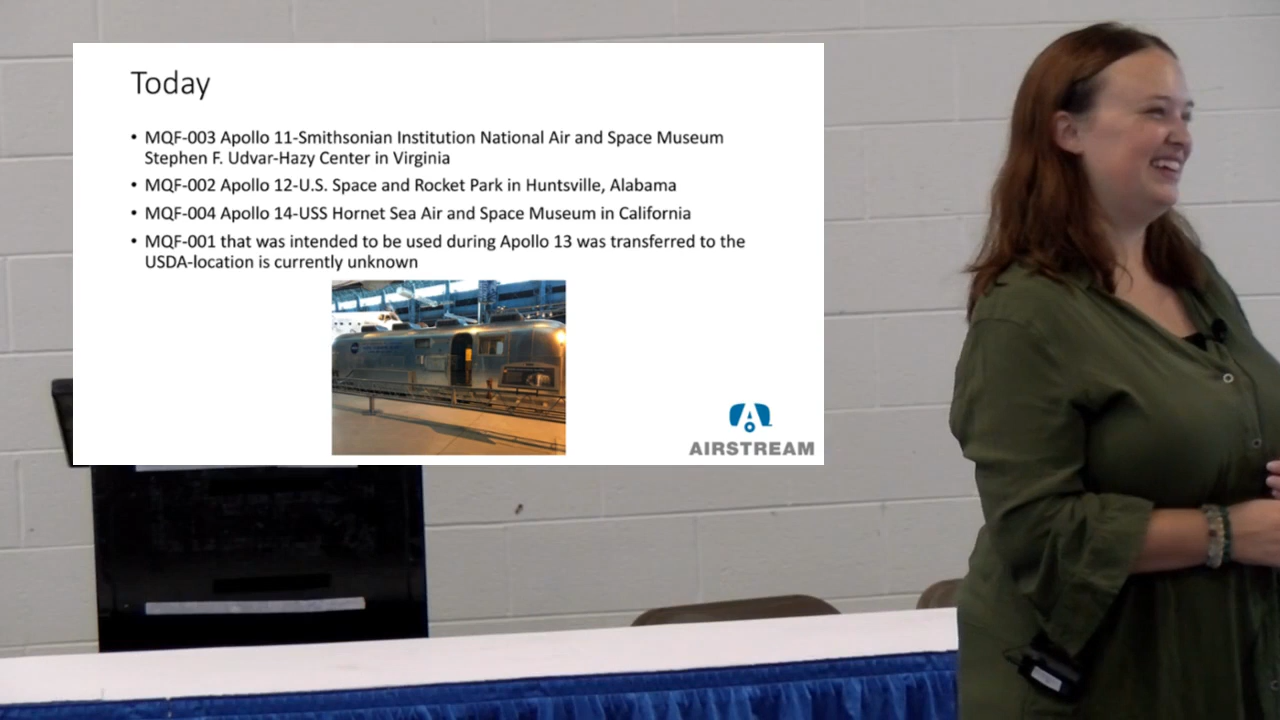 Today
• MQF-003 Apollo 11-Smithsonian Institution National Air and Space Museum
Stephen F. Udvar-Hazy Center in Virginia
• MQF-002 Apollo 12-U.S. Space and Rocket Park in Huntsville, Alabama
• MQF-004 Apollo 14-USS Hornet Sea Air and Space Museum in California
• MQF-001 that was intended to be used during Apollo 13 was transferred to the
USDA-location is currently unknown
A
AIRSTREAM